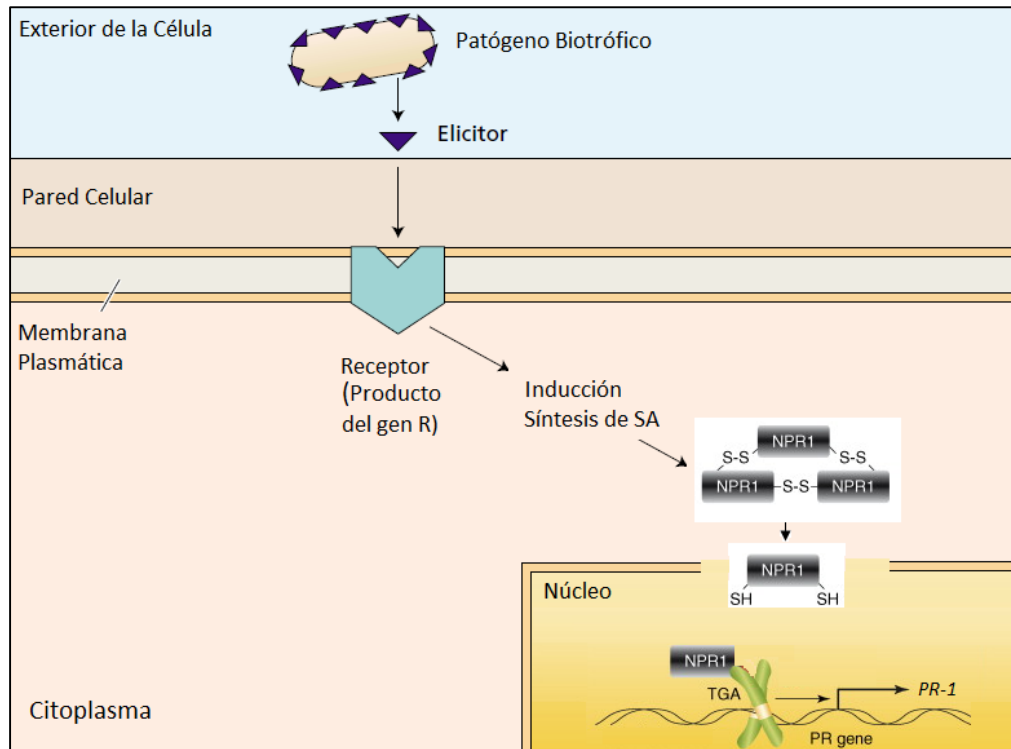 Exterior de la Célula
Patógeno Biotrófico
Elicitor
Pared Celular
Membrana
Plasmática
Receptor
(Producto
del gen R)
Inducción
Síntesis de SA
NPR1
S-S
S-S
NPR1
S-S
NPR1
NPR1
SH
SH
Núcleo
NPR1
TGA
PR-1
PR gene
Citoplasma